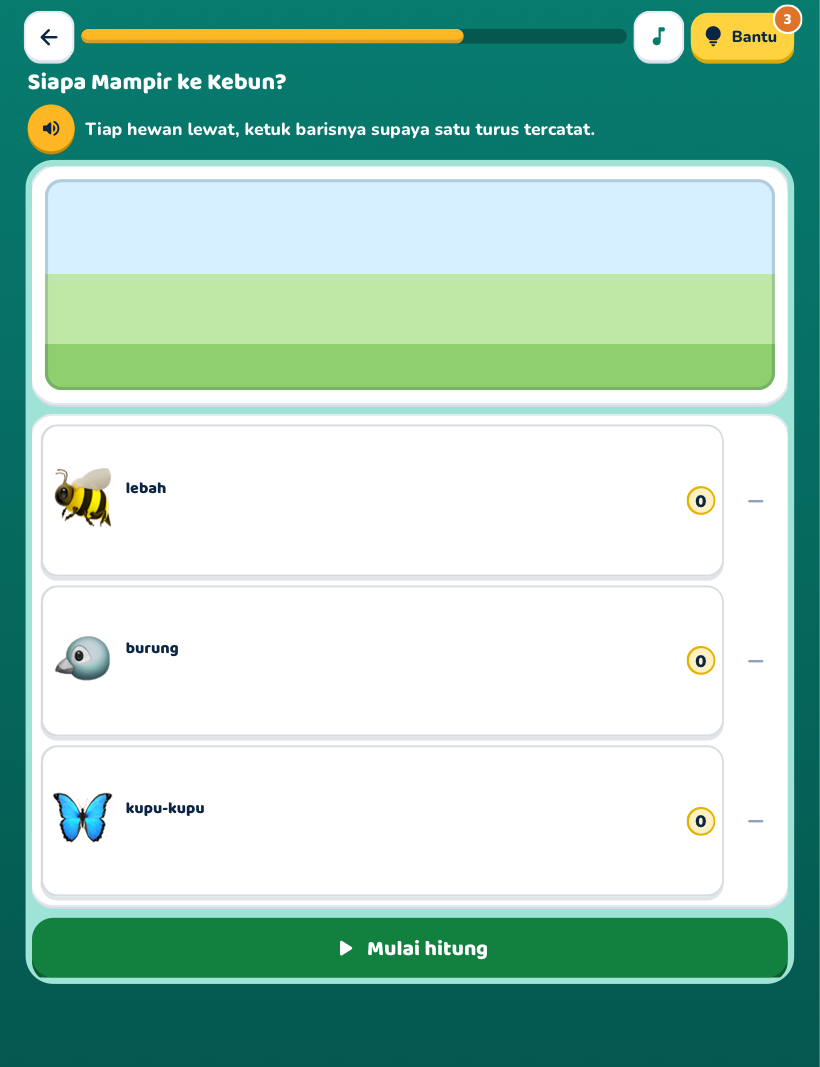 3
Bantu
Siapa Mampir ke Kebun?
Tiap hewan lewat, ketuk barisnya supaya satu turus tercatat.
lebah
0
burung
0
kupu-kupu
0
Mulai hitung